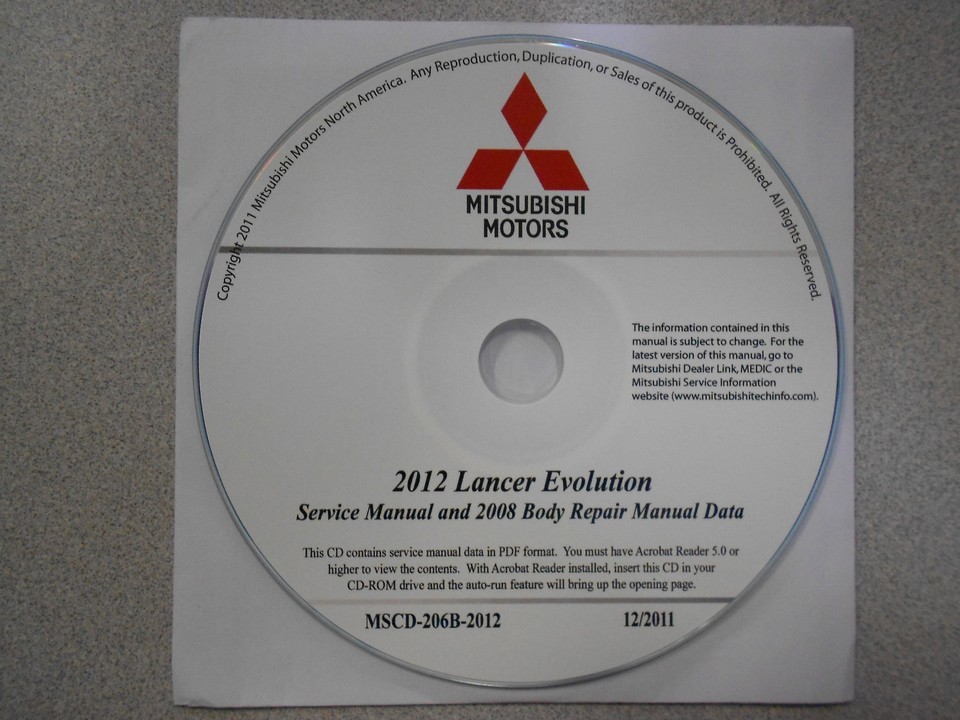 Copyright 2011 Mitsubishi Motors North America. Any Reproduction, Duplication, or Sales of this product is Prohibited. All Rights Reserved.
MITSUBISHI
MOTORS
The information contained in this
manual is subject to change. For the
latest version of this manual, go to
Mitsubishi Dealer Link, MEDIC or the
Mitsubishi Service Information
website (www.mitsubishitechinfo.com).
2012 Lancer Evolution
Service Manual and 2008 Body Repair Manual Data
This CD contains service manual data in PDF format. You must have Acrobat Reader 5.0 or
higher to view the contents. With Acrobat Reader installed, insert this CD in your
CD-ROM drive and the auto-run feature will bring up the opening page.
MSCD-206B-2012 12/2011